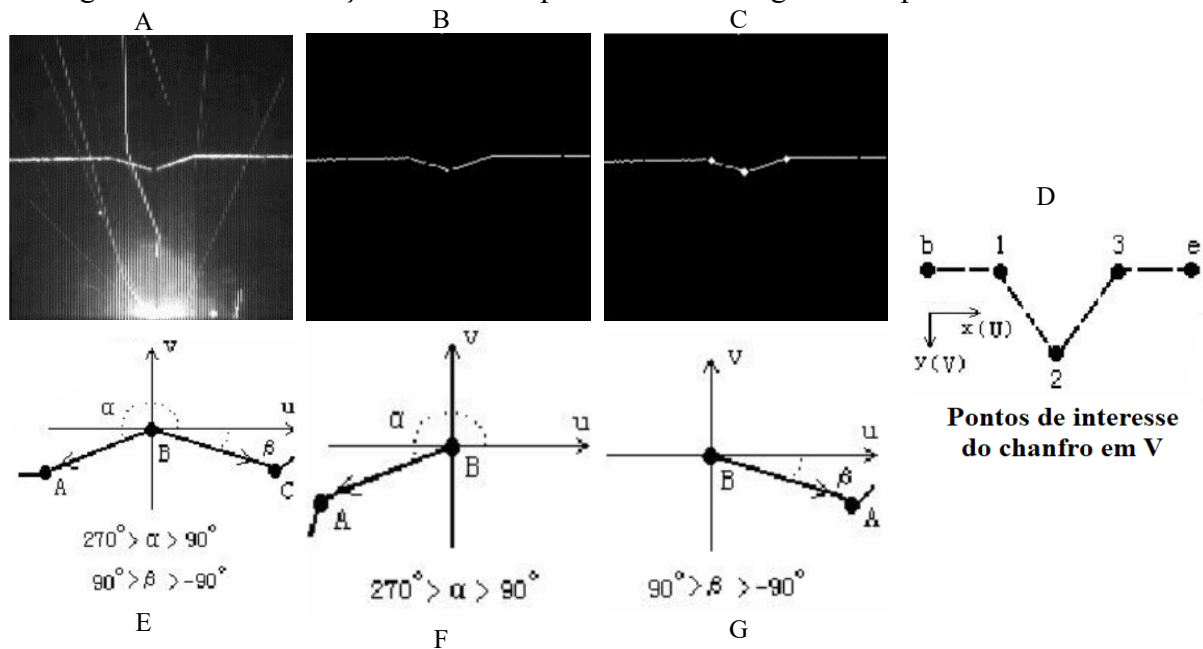 A
B
C
D
b 1 3 e
x(U)
y(V)
2
Pontos de interesse
do chanfro em V
v
α
u
B
β
A
C
270°>α>90°
90°>β>-90°
E
v
α
u
B
A
270°>α>90°
F
v
u
B
β
A
90°>β>-90°
G